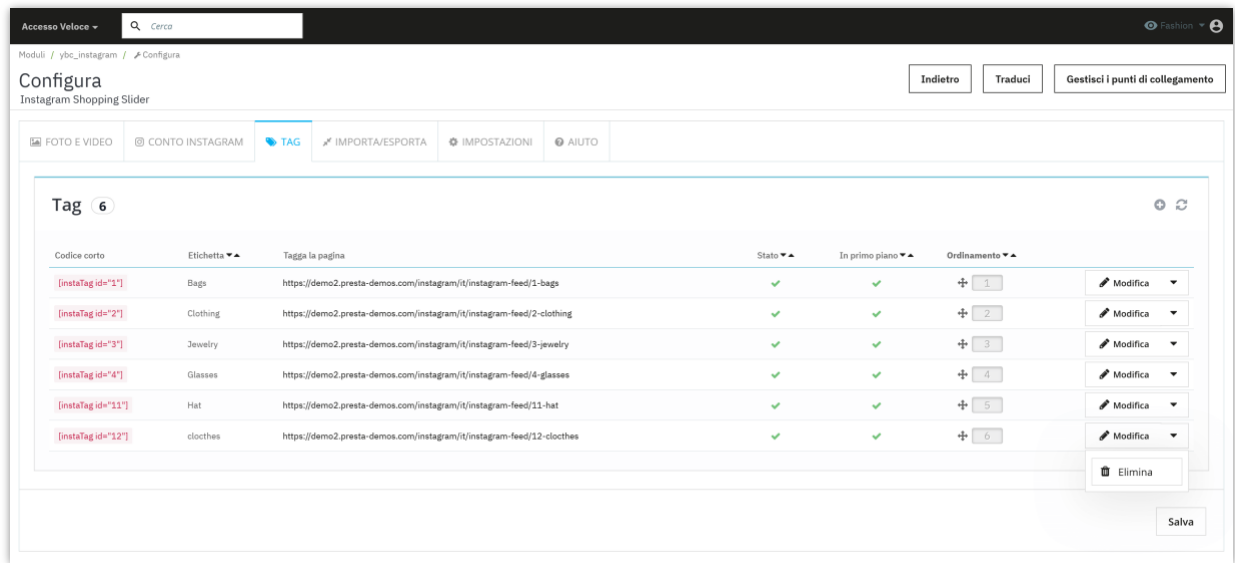 Accesso Veloce
Cerca
Fashion
Moduli / ybc_instagram / Configura
Configura
Instagram Shopping Slider
Indietro
Traduci
Gestisci i punti di collegamento
FOTO E VIDEO
CONTO INSTAGRAM
TAG
IMPORTA/ESPORTA
IMPOSTAZIONI
AIUTO
Tag 6
Codice corto Etichetta Tagga la pagina Stato In primo piano Ordinamento
[instaTag id="1"] Bags https://demo2.presta-demos.com/instagram/it/instagram-feed/1-bags 1 Modifica
[instaTag id="2"] Clothing https://demo2.presta-demos.com/instagram/it/instagram-feed/2-clothing 2 Modifica
[instaTag id="3"] Jewelry https://demo2.presta-demos.com/instagram/it/instagram-feed/3-jewelry 3 Modifica
[instaTag id="4"] Glasses https://demo2.presta-demos.com/instagram/it/instagram-feed/4-glasses 4 Modifica
[instaTag id="11"] Hat https://demo2.presta-demos.com/instagram/it/instagram-feed/11-hat 5 Modifica
[instaTag id="12"] clocthes https://demo2.presta-demos.com/instagram/it/instagram-feed/12-clocthes 6 Modifica
Elimina
Salva